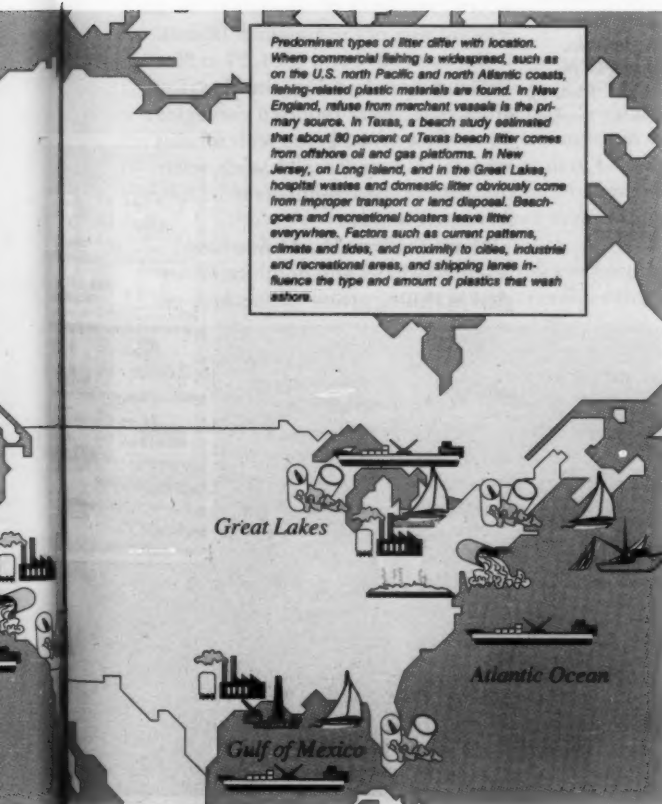 Predominant types of litter differ with location.
Where commercial fishing is widespread, such as
on the U.S. north Pacific and north Atlantic coasts,
fishing-related plastic materials are found. In New
England, refuse from merchant vessels is the pri-
mary source. In Texas, a beach study estimated
that about 80 percent of Texas beach litter comes
from offshore oil and gas platforms. In New
Jersey, on Long Island, and in the Great Lakes,
hospital wastes and domestic litter obviously come
from improper transport or land disposal. Beach-
goers and recreational boaters leave litter
everywhere. Factors such as current patterns,
climate and tides, and proximity to cities, industrial
and recreational areas, and shipping lanes in-
fluence the type and amount of plastics that wash
ashore.
Great Lakes
Atlantic Ocean
Gulf of Mexico